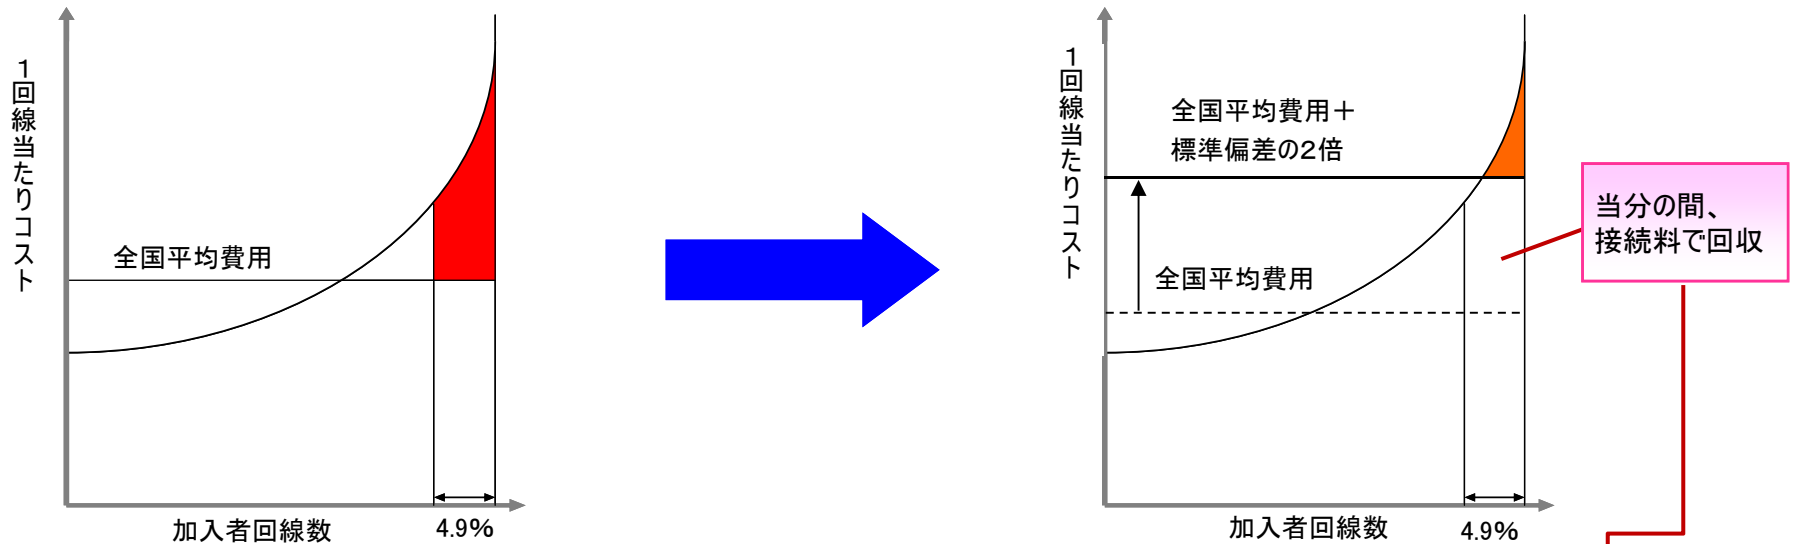 1回線当たりコスト
全国平均費用
加入者回線数
4.9%
1回線当たりコスト
全国平均費用＋
標準偏差の2倍
全国平均費用
当分の間、
接続料で回収
加入者回線数
4.9%